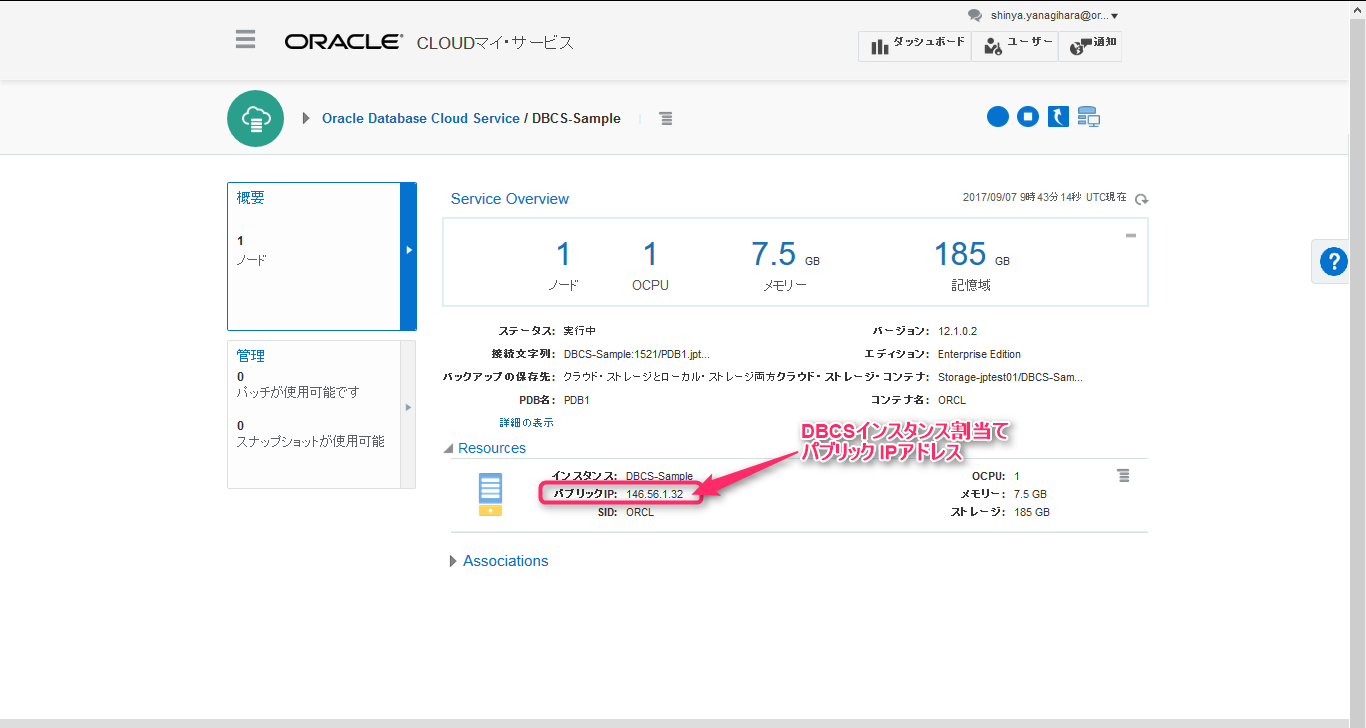 shinya.yanagihara@or...
ORACLE CLOUDマイ・サービス
ダッシュボード ユーザー 通知
Oracle Database Cloud Service / DBCS-Sample
概要
1
ノード
管理
0
パッチが使用可能です
0
スナップショットが使用可能
Service Overview
2017/09/07 9時43分14秒 UTC現在
1 1 7.5 GB 185 GB
ノード OCPU メモリー 記憶域
ステータス: 実行中 バージョン: 12.1.0.2
接続文字列: DBCS-Sample:1521/PDB1.jpt... エディション: Enterprise Edition
バックアップの保存先: クラウド・ストレージとローカル・ストレージ両方 クラウド・ストレージ・コンテナ: Storage-jptest01/DBCS-Sam...
PDB名: PDB1 コンテナ名: ORCL
詳細の表示
DBCSインスタンス割当て
パブリックIPアドレス
Resources
インスタンス: DBCS-Sample OCPU: 1
パブリックIP: 146.56.1.32 メモリー: 7.5 GB
SID: ORCL ストレージ: 185 GB
Associations
?